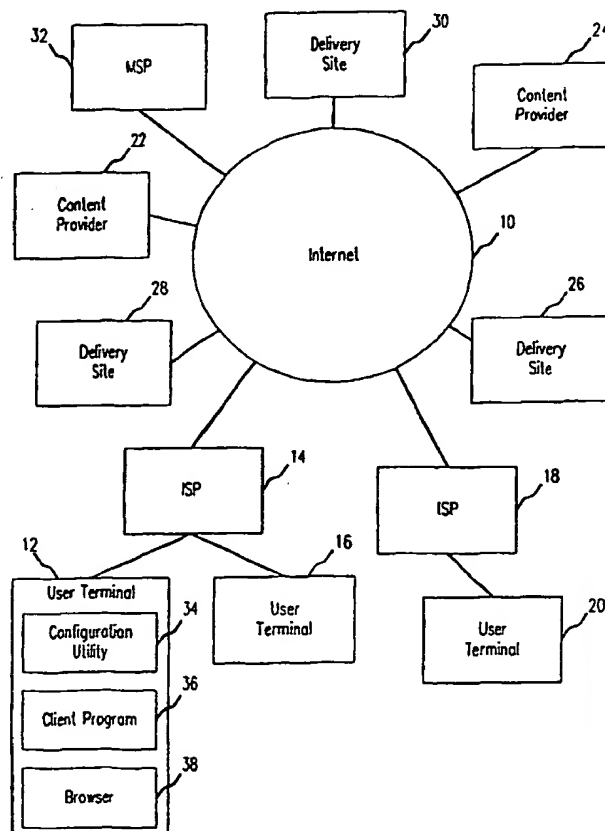 32
MSP
30
Delivery
Site
24
Content
Provider
22
Content
Provider
Internet
10
28
Delivery
Site
26
Delivery
Site
ISP
14
ISP
18
12
User Terminal
34
Configuration
Utility
36
Client Program
38
Browser
16
User
Terminal
User
Terminal
20